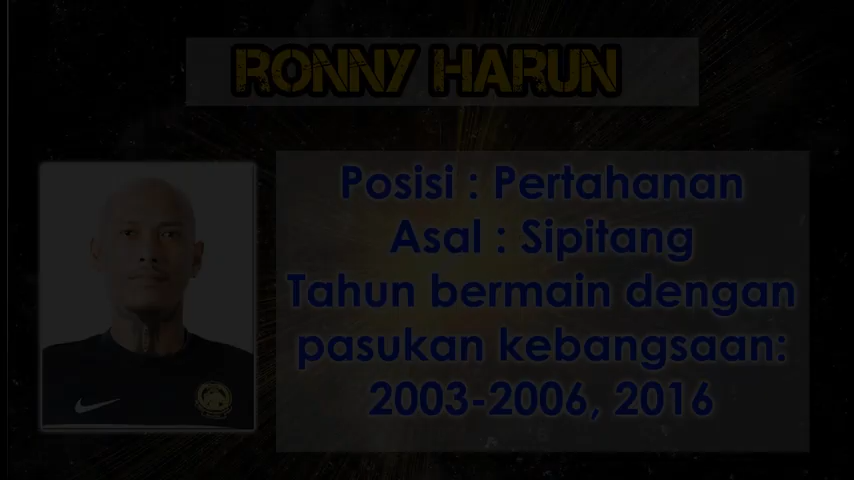 RONNY HARUN
Posisi : Pertahanan
Asal : Sipitang
Tahun bermain dengan
pasukan kebangsaan:
2003-2006, 2016